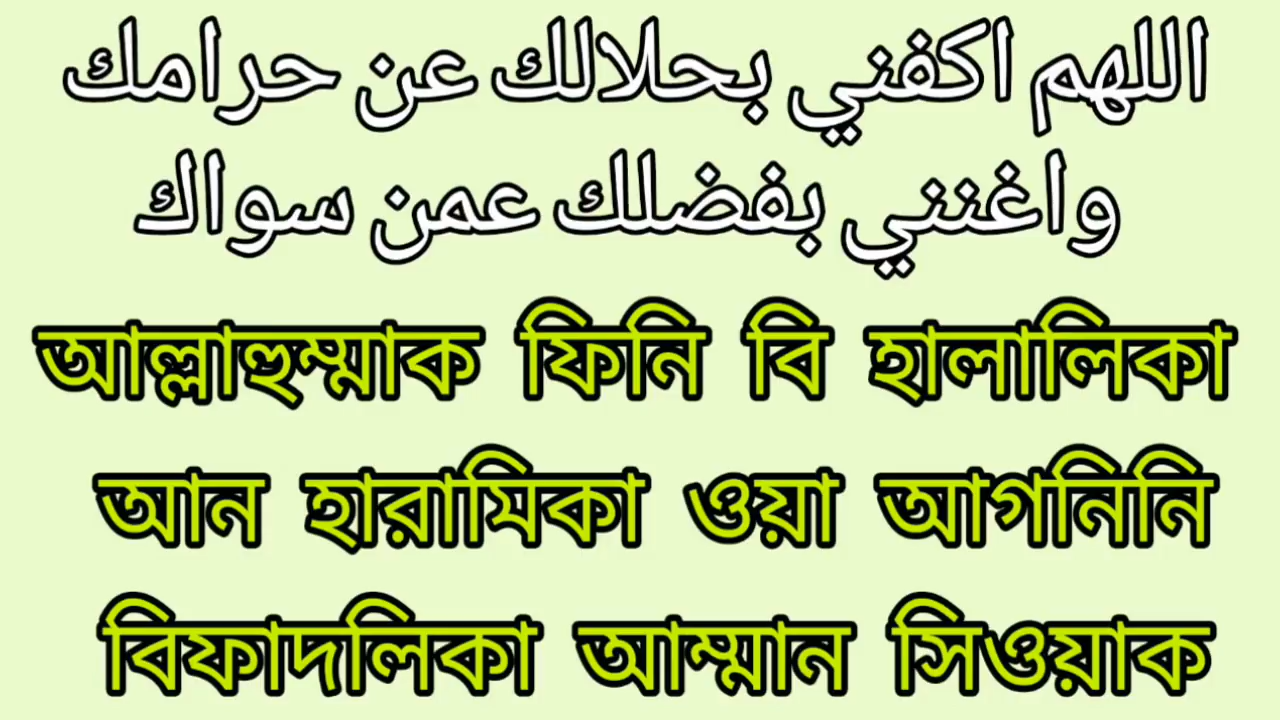 اللهم اكفني بحلالك عن حرامك
واغنني بفضلك عمن سواك
আল্লাহুম্মাক ফিনি বি হালালিকা
আন হারামিকা ওয়া আগনিনি
বিফাদলিকা আম্মান সিওয়াক